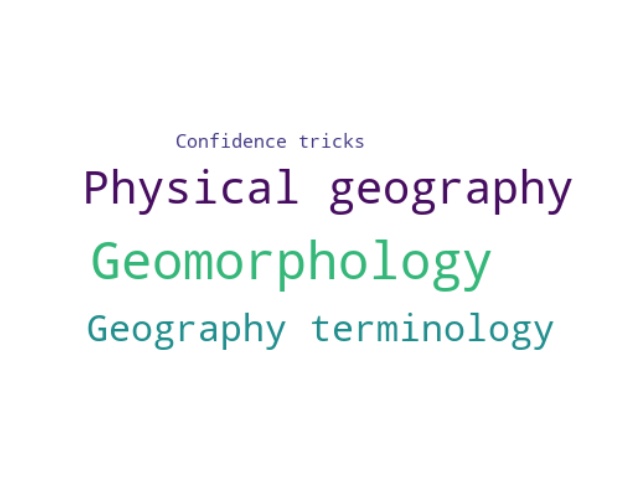 Confidence tricks
Physical geography
Geomorphology
Geography terminology